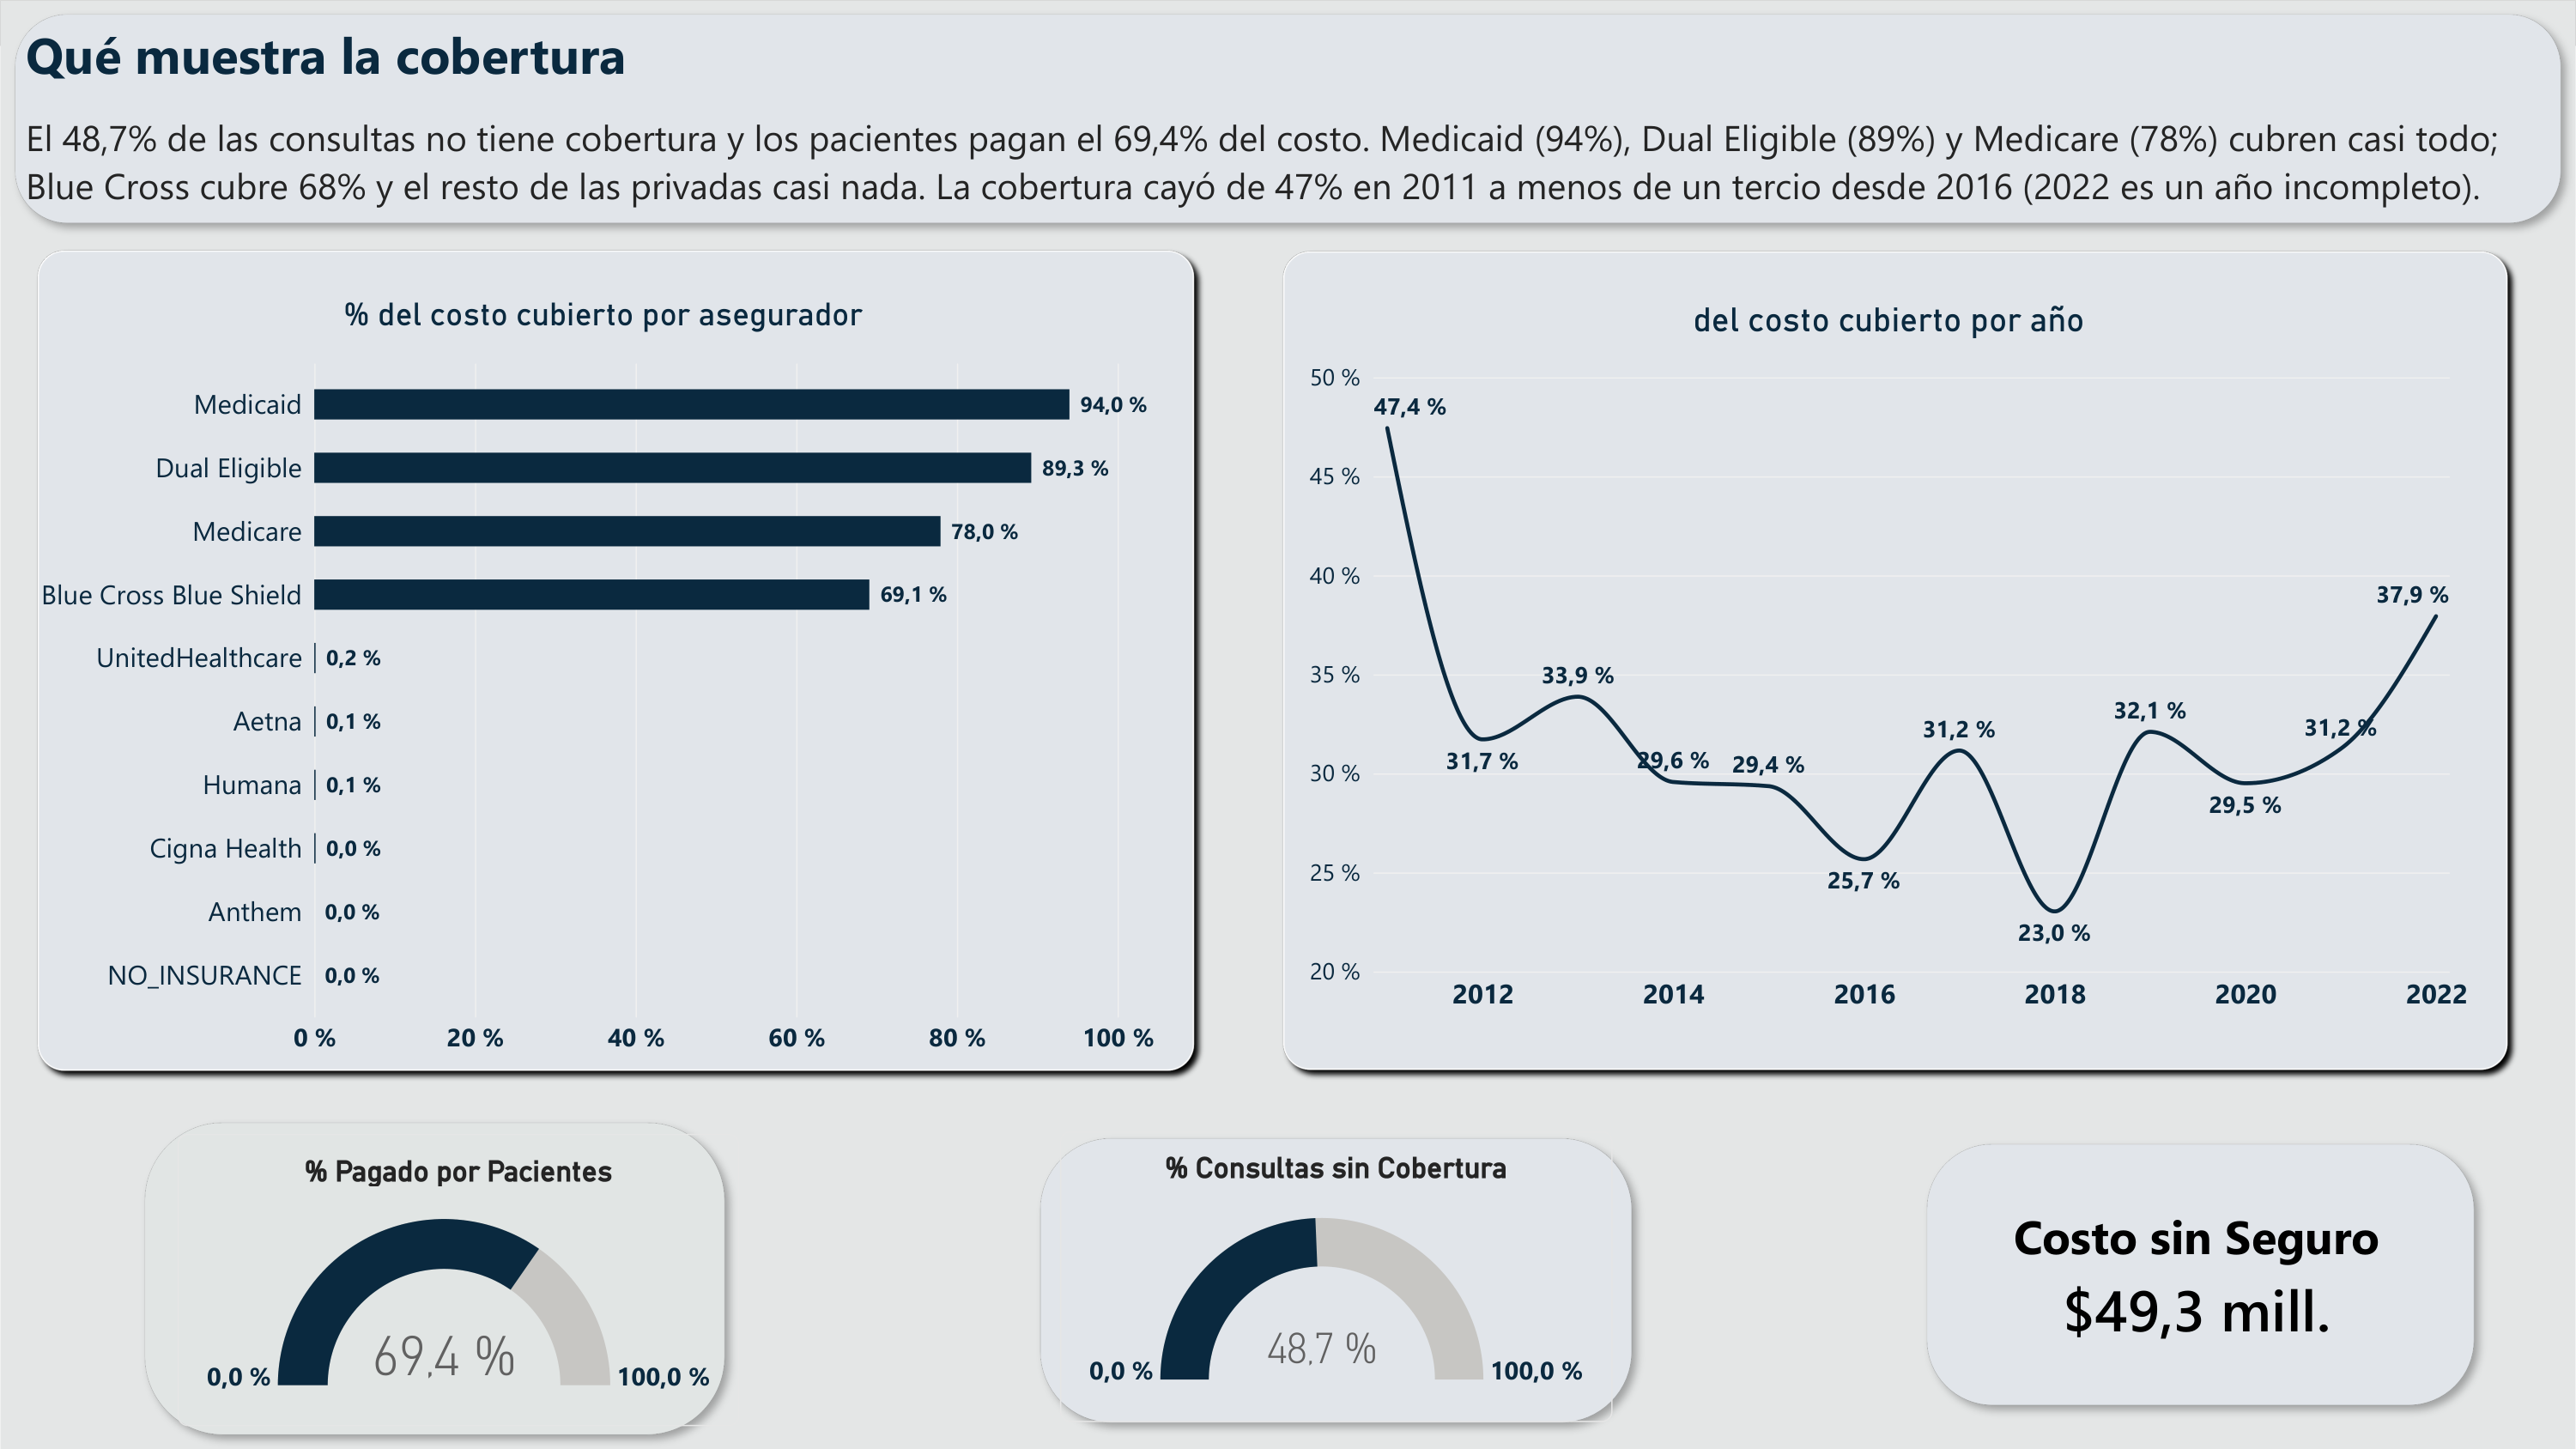 Qué muestra la cobertura
El 48,7% de las consultas no tiene cobertura y los pacientes pagan el 69,4% del costo. Medicaid (94%), Dual Eligible (89%) y Medicare (78%) cubren casi todo;
Blue Cross cubre 68% y el resto de las privadas casi nada. La cobertura cayó de 47% en 2011 a menos de un tercio desde 2016 (2022 es un año incompleto).
% del costo cubierto por asegurador
Medicaid 94,0 %
Dual Eligible 89,3 %
Medicare 78,0 %
Blue Cross Blue Shield 69,1 %
UnitedHealthcare 0,2 %
Aetna 0,1 %
Humana 0,1 %
Cigna Health 0,0 %
Anthem 0,0 %
NO_INSURANCE 0,0 %
0 % 20 % 40 % 60 % 80 % 100 %
del costo cubierto por año
50 %
47,4 %
45 %
40 %
37,9 %
35 %
33,9 %
32,1 %
31,2 %
31,2 %
31,7 %
29,6 %
29,4 %
30 %
29,5 %
25 %
25,7 %
23,0 %
20 %
2012 2014 2016 2018 2020 2022
% Pagado por Pacientes
69,4 %
0,0 % 100,0 %
% Consultas sin Cobertura
48,7 %
0,0 % 100,0 %
Costo sin Seguro
$49,3 mill.